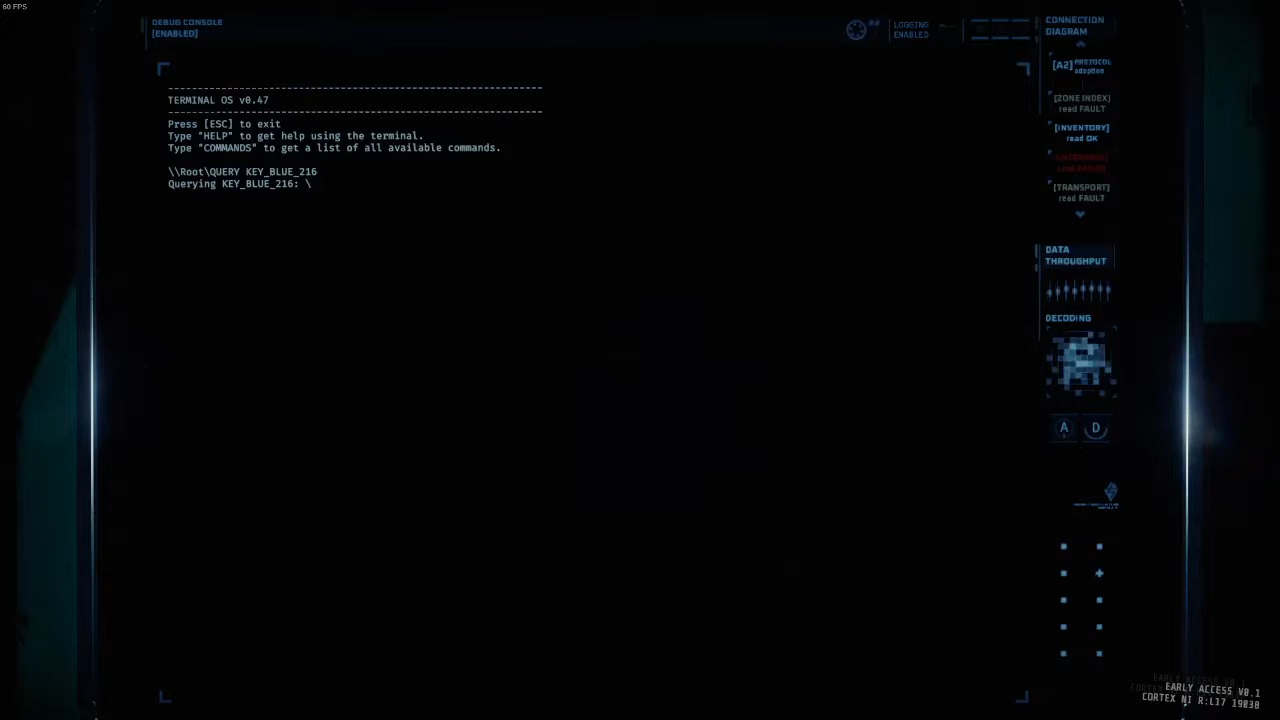 60 FPS
DEBUG CONSOLE
[ENABLED]
LOGGING
ENABLED
CONNECTION
DIAGRAM
[A2] PROTOCOL
adoption
[ZONE INDEX]
read FAULT
[INVENTORY]
read OK
[TRANSPORT]
read FAULT
DATA
THROUGHPUT
DECODING
A D
---------------------------------------------------------------
TERMINAL OS v0.47
---------------------------------------------------------------
Press [ESC] to exit
Type "HELP" to get help using the terminal.
Type "COMMANDS" to get a list of all available commands.
\\Root\QUERY KEY_BLUE_216
Querying KEY_BLUE_216: \
EARLY ACCESS V0.1
CORTEX NI R:L17 19038